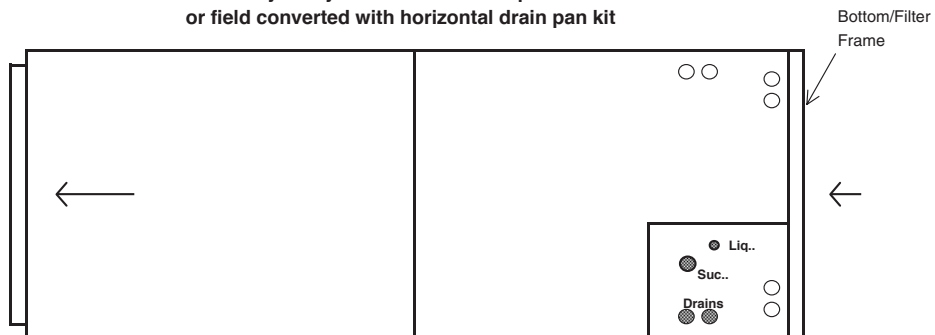 or field converted with horizontal drain pan kit
Bottom/Filter
Frame
Liq..
Suc..
Drains